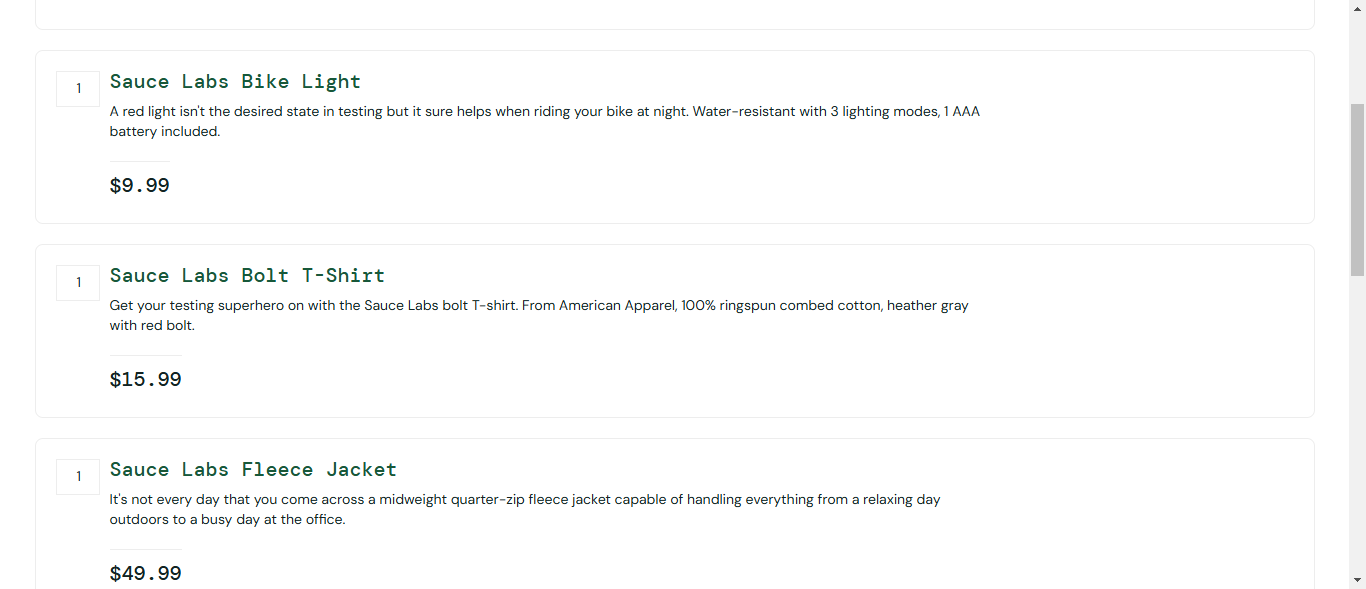 1
Sauce Labs Bike Light
A red light isn't the desired state in testing but it sure helps when riding your bike at night. Water-resistant with 3 lighting modes, 1 AAA
battery included.
$9.99
1
Sauce Labs Bolt T-Shirt
Get your testing superhero on with the Sauce Labs bolt T-shirt. From American Apparel, 100% ringspun combed cotton, heather gray
with red bolt.
$15.99
1
Sauce Labs Fleece Jacket
It's not every day that you come across a midweight quarter-zip fleece jacket capable of handling everything from a relaxing day
outdoors to a busy day at the office.
$49.99